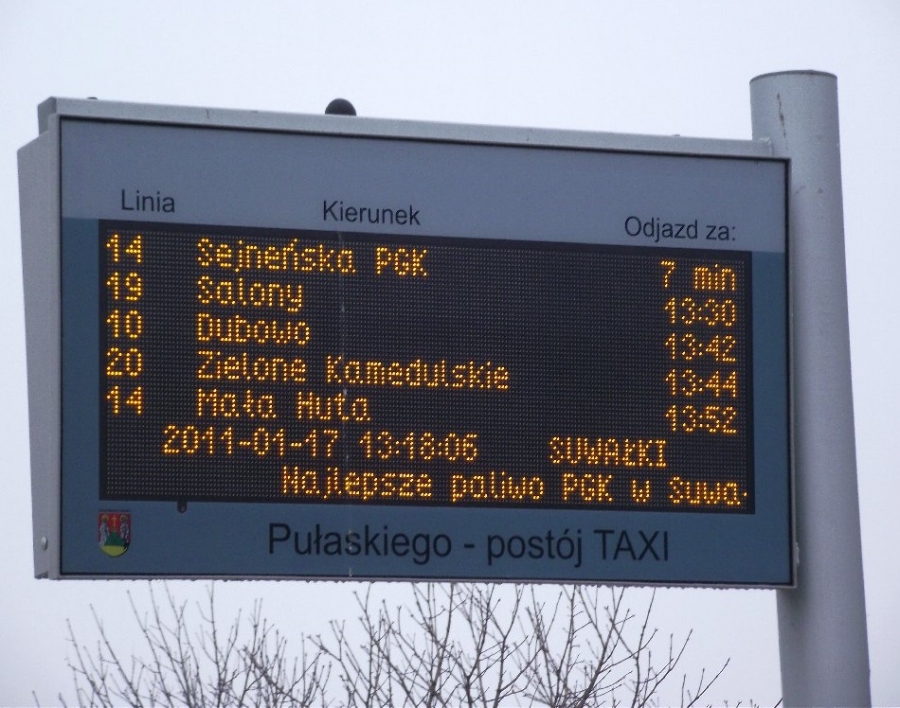 Linia Kierunek Odjazd za:
14 Sejneńska PGK 7 min
19 Salony 13:30
10 Dubowo 13:42
20 Zielone Kamedulskie 13:44
14 Mała Huta 13:52
2011-01-17 13:18:06 SUWAŁKI
Najlepsze paliwo PGK w Suwa
Pułaskiego - postój TAXI